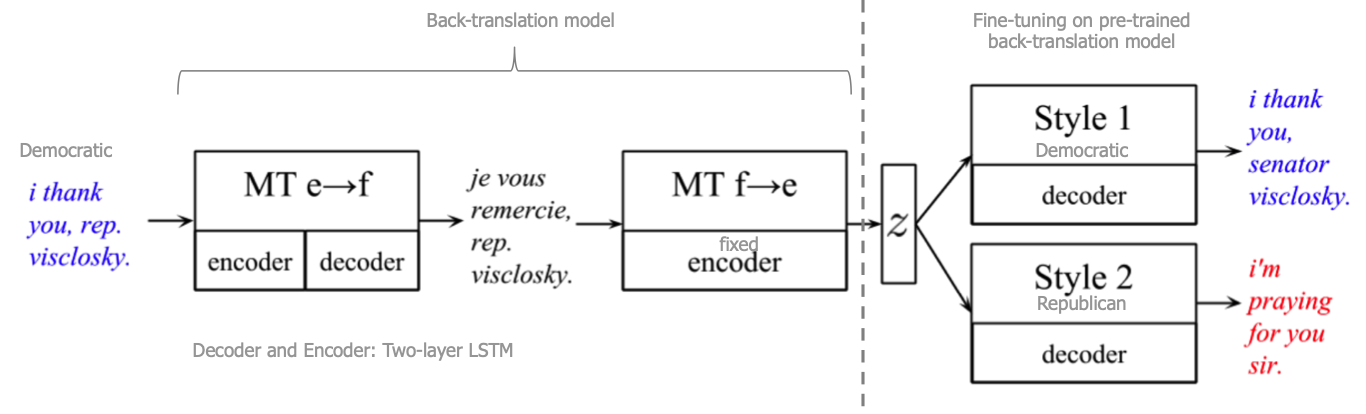 Back-translation model
Fine-tuning on pre-trained
back-translation model
Democratic
i thank
you, rep.
visclosky.
MT e→f
encoder
decoder
je vous
remercie,
rep.
visclosky.
MT f→e
fixed
encoder
z
Style 1
Democratic
decoder
i thank
you,
senator
visclosky.
Style 2
Republican
decoder
i'm
praying
for you
sir.
Decoder and Encoder: Two-layer LSTM